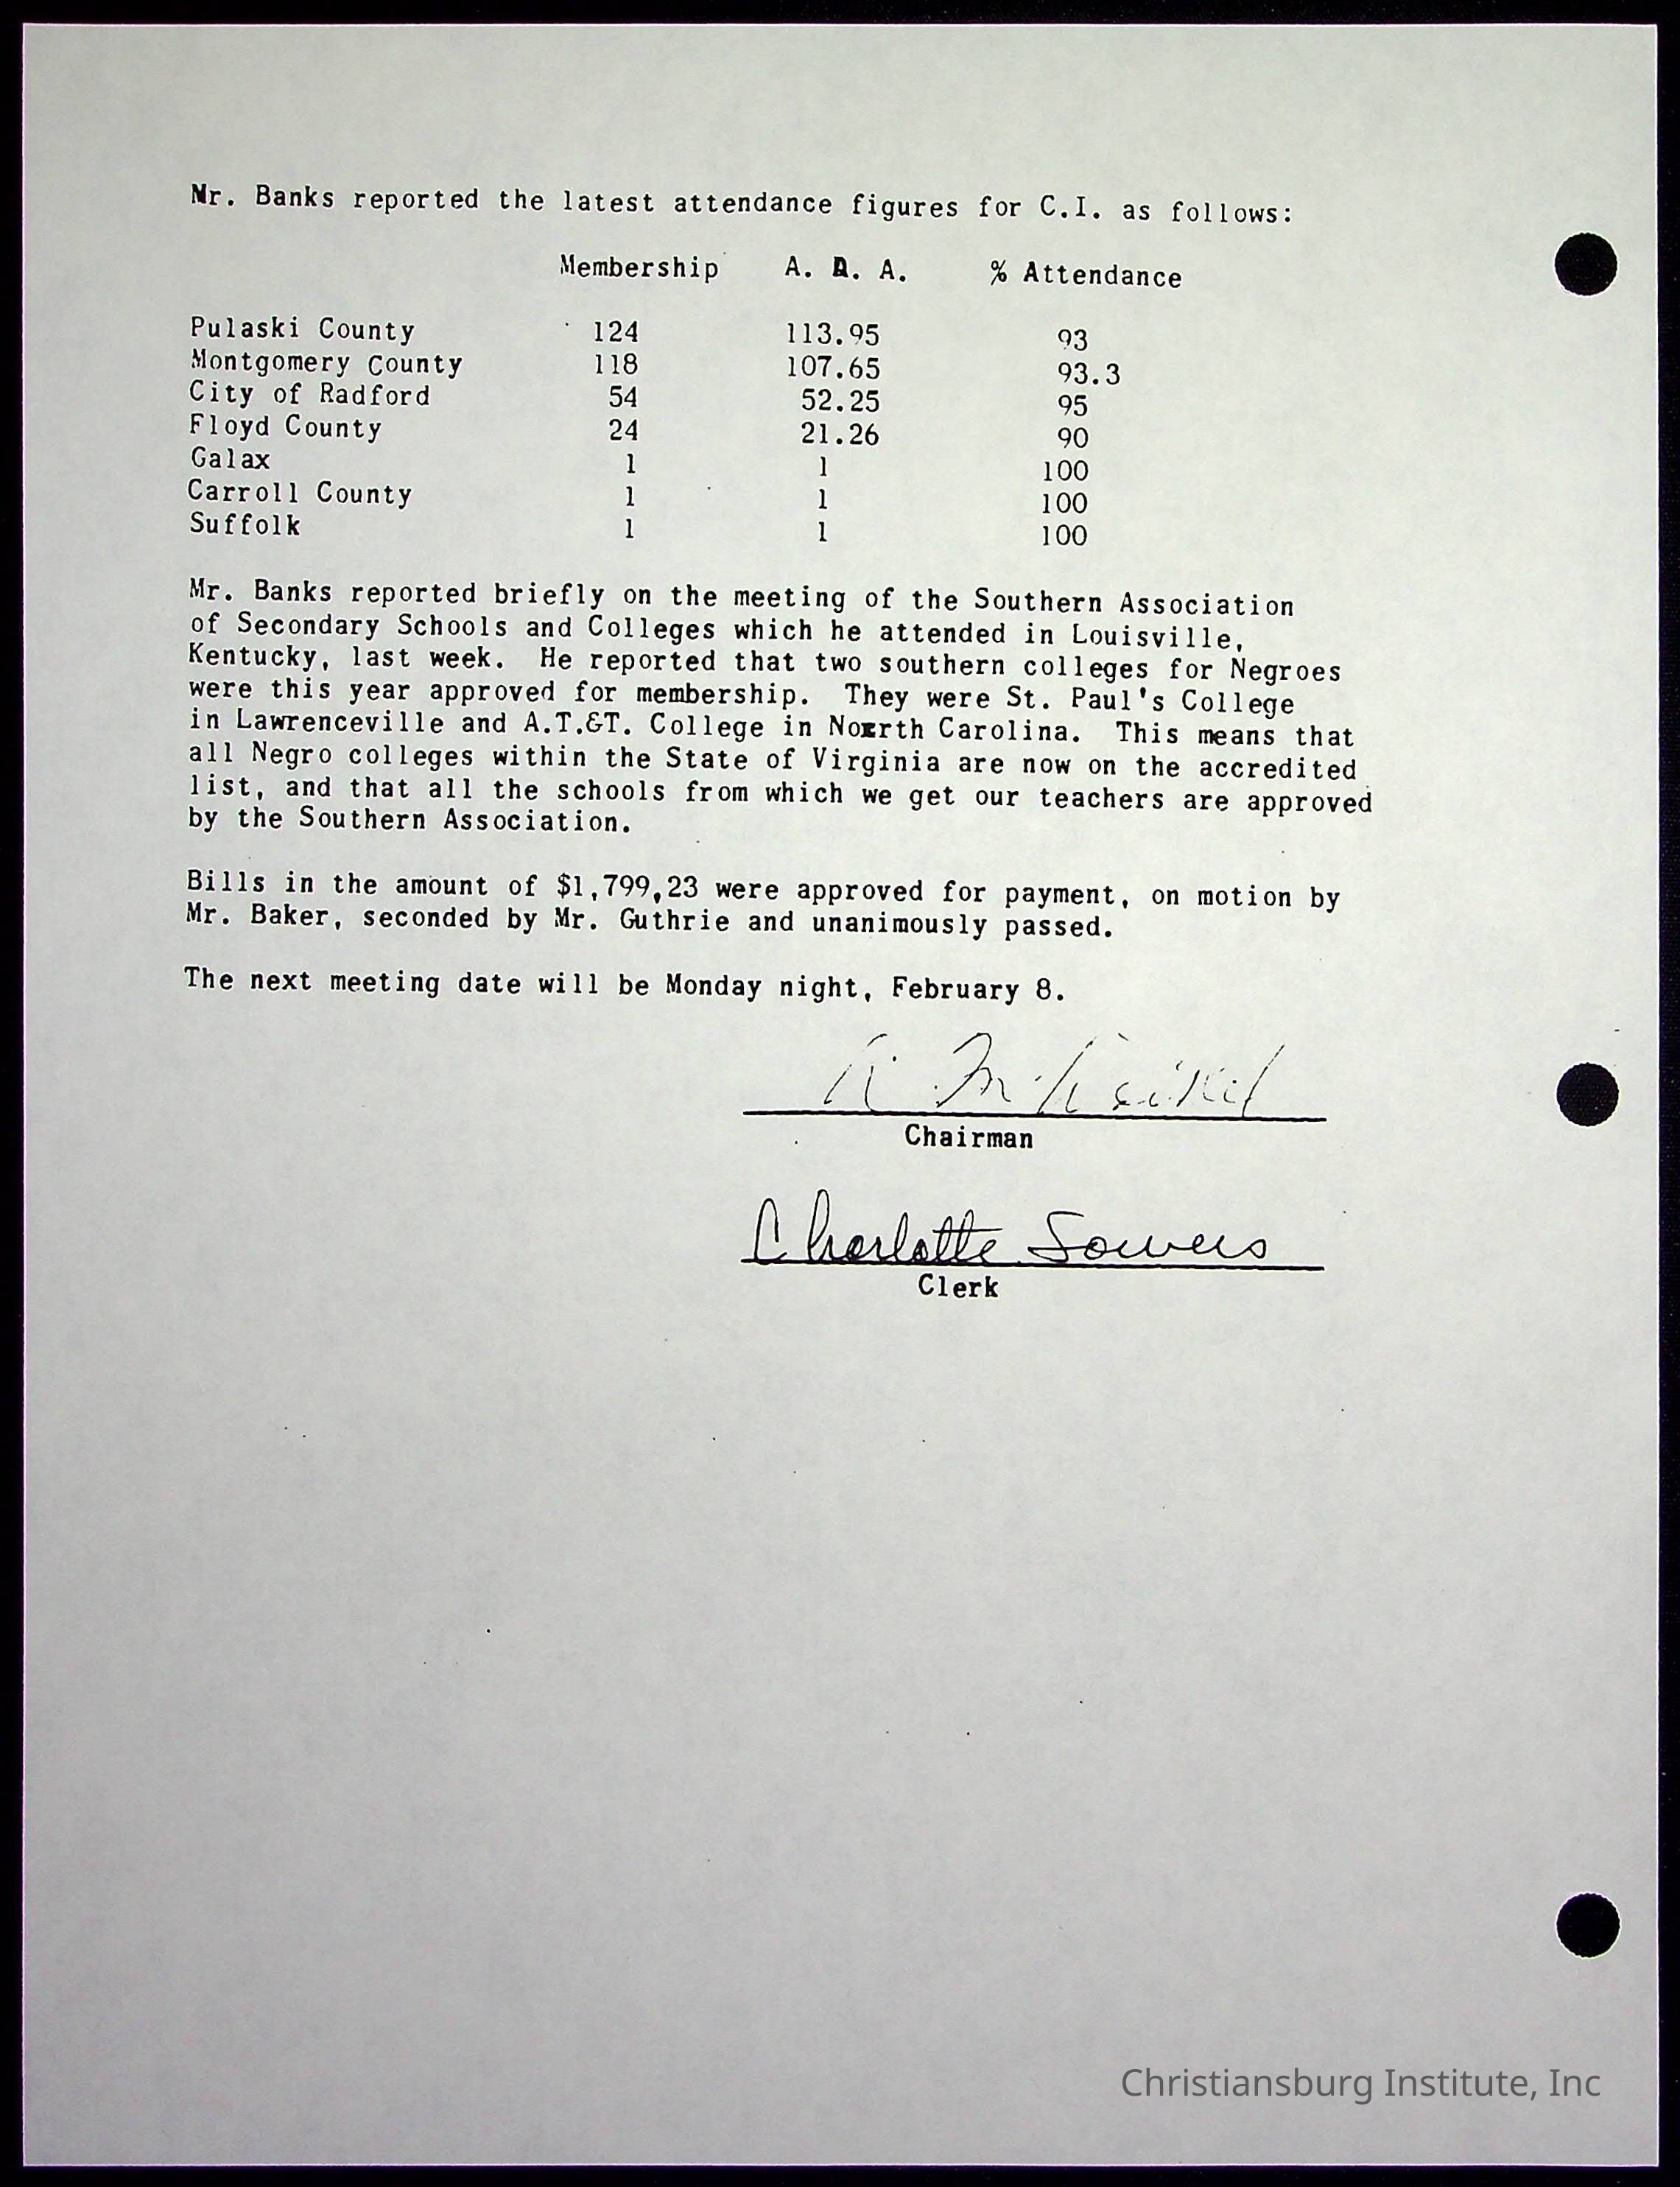 Mr. Banks reported the latest attendance figures for C.I. as follows:
Membership A. D. A. % Attendance
Pulaski County 124 113.95 93
Montgomery County 118 107.65 93.3
City of Radford 54 52.25 95
Floyd County 24 21.26 90
Galax 1 1 100
Carroll County 1 1 100
Suffolk 1 1 100
Mr. Banks reported briefly on the meeting of the Southern Association
of Secondary Schools and Colleges which he attended in Louisville,
Kentucky, last week. He reported that two southern colleges for Negroes
were this year approved for membership. They were St. Paul's College
in Lawrenceville and A.T.&T. College in Noxrth Carolina. This means that
all Negro colleges within the State of Virginia are now on the accredited
list, and that all the schools from which we get our teachers are approved
by the Southern Association.
Bills in the amount of $1,799,23 were approved for payment, on motion by
Mr. Baker, seconded by Mr. Guthrie and unanimously passed.
The next meeting date will be Monday night, February 8.
Chairman
Charlotte Sowers
Clerk
Christiansburg Institute, Inc